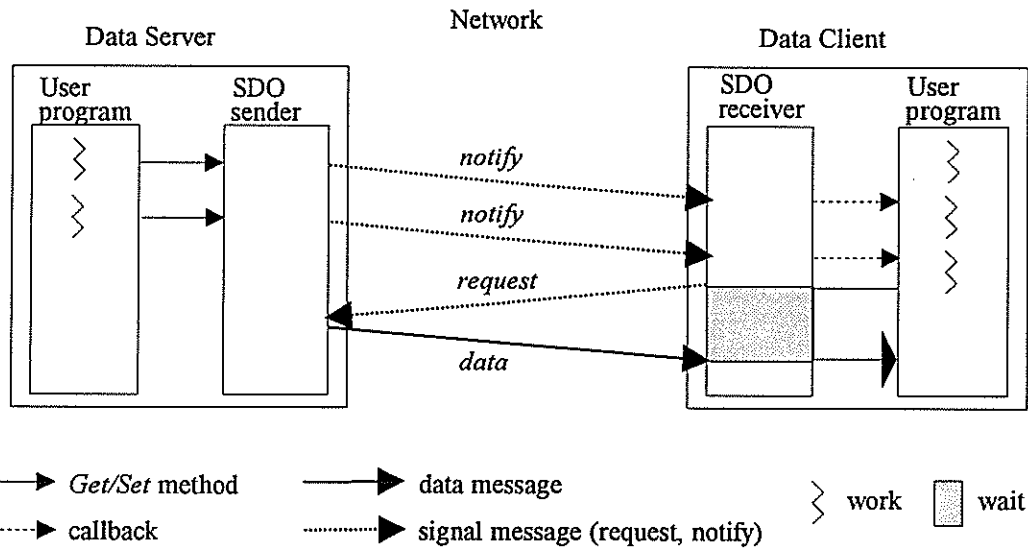 Network
Data Server
Data Client
User
program
SDO
sender
SDO
receiver
User
program
notify
notify
request
data
Get/Set method
data message
work
wait
callback
signal message (request, notify)